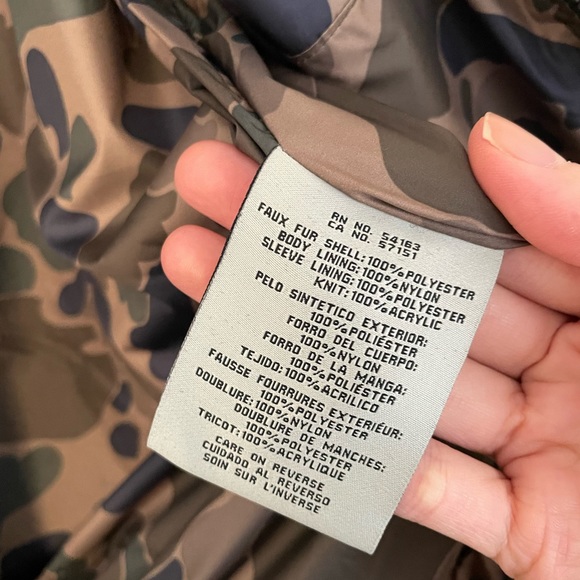 RN NO. 54163
CA NO. 57151
FAUX FUR SHELL:100%POLYESTER
BODY LINING:100%NYLON
SLEEVE LINING:100%POLYESTER
KNIT:100%ACRYLIC
PELO SINTETICO EXTERIOR:
100%POLIÉSTER
FORRO DEL CUERPO:
100%NYLON
FORRO DE LA MANGA:
100%POLIÉSTER
TEJIDO:100%ACRILICO
FAUSSE FOURRURES EXTERIEÚR:
100%POLYESTER
DOUBLURE:100%NYLON
DOUBLURE DE MANCHES:
100%POLYESTER
TRICOT:100%ACRYLIQUE
CARE ON REVERSE
CUIDADO AL REVERSO
SOIN SUR L'INVERSE